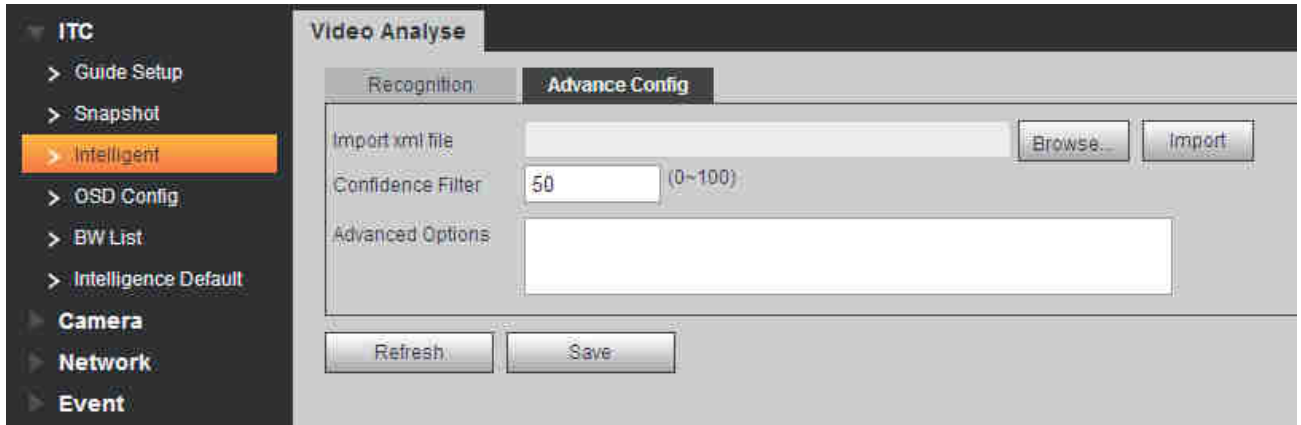 ITC
Guide Setup
Snapshot
Intelligent
OSD Config
BW List
Intelligence Default
Camera
Network
Event
Video Analyse
Recognition
Advance Config
Import xml file
Browse...
Import
Confidence Filter
50
(0~100)
Advanced Options
Refresh
Save